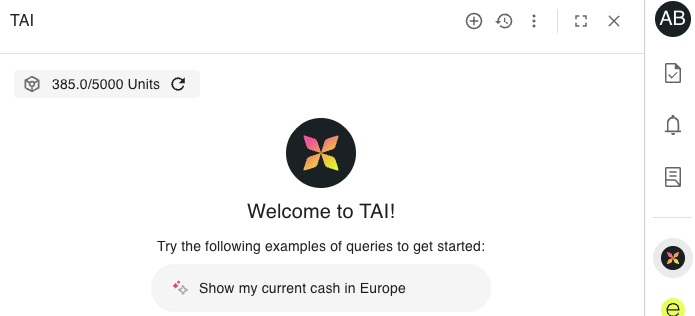 TAI
AB
385.0/5000 Units
Welcome to TAI!
Try the following examples of queries to get started:
Show my current cash in Europe
e